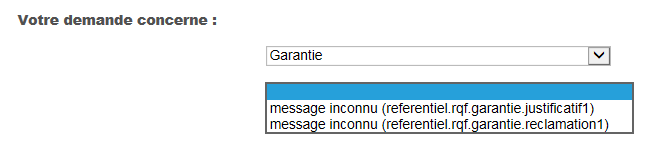 Votre demande concerne :
Garantie
message inconnu (referentiel.rqf.garantie.justificatif1)
message inconnu (referentiel.rqf.garantie.reclamation1)